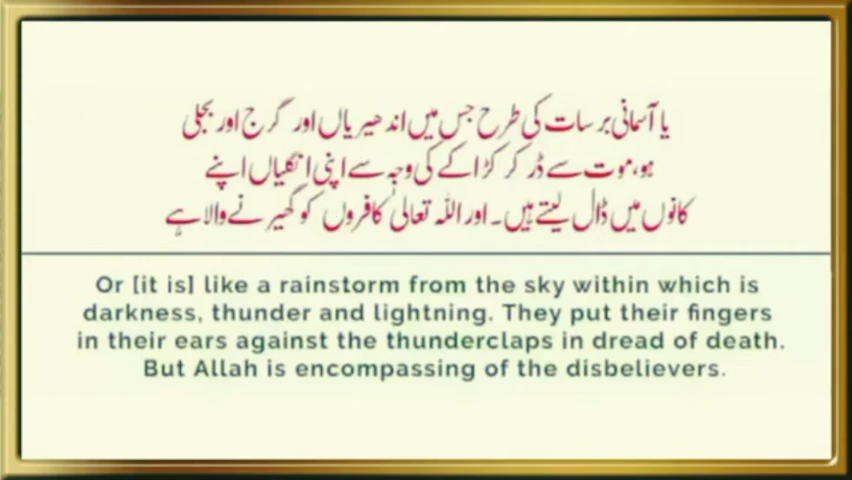 یا آسمانی برسات کی طرح جس میں اندھیریاں اور گرج اور بجلی
ہو، موت سے ڈر کر کڑاکے کی وجہ سے اپنی انگلیاں اپنے
کانوں میں ڈال لیتے ہیں۔ اور اللہ تعالیٰ کافروں کو گھیرنے والا ہے
Or [it is] like a rainstorm from the sky within which is
darkness, thunder and lightning. They put their fingers
in their ears against the thunderclaps in dread of death.
But Allah is encompassing of the disbelievers.